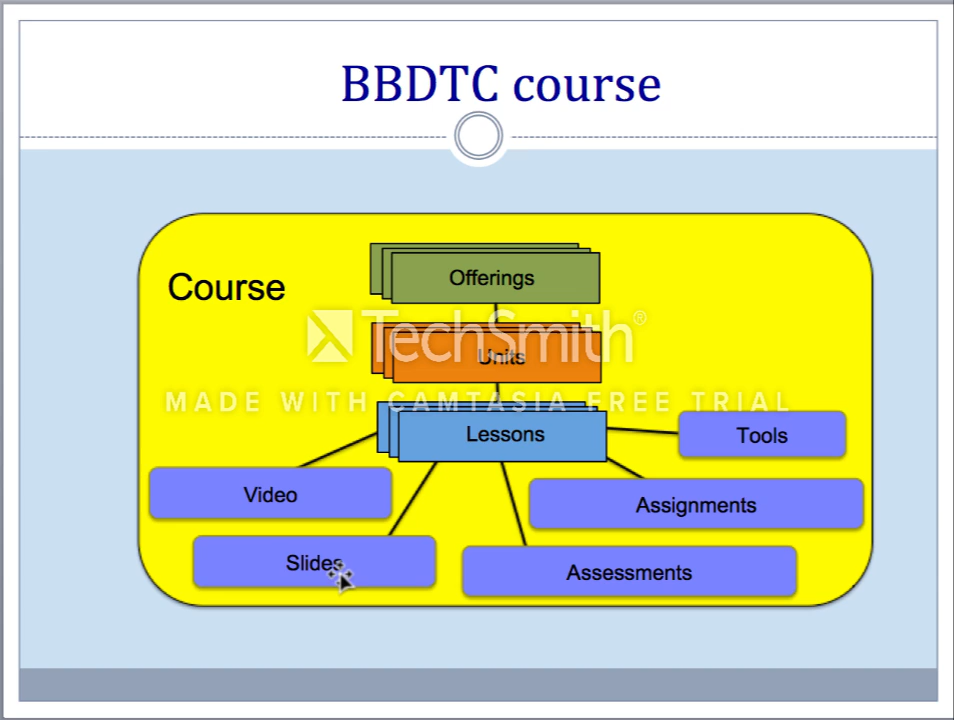 BBDTC course
Course
Offerings
TechSmith®
Units
MADE WITH CAMTASIA FREE TRIAL
Lessons
Tools
Video
Assignments
Slides
Assessments